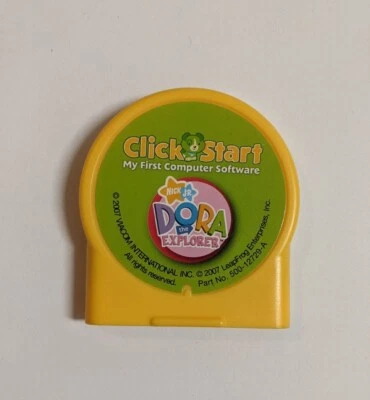 Click Start
My First Computer Software
NICK JR.
DORA
the
EXPLORER
© 2007 VIACOM INTERNATIONAL INC. © 2007 LeapFrog Enterprises, Inc.
All rights reserved. Part No. 500-12729-A